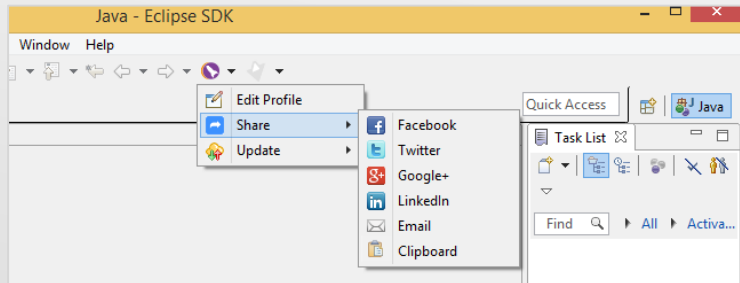 Java - Eclipse SDK
Window Help
Edit Profile
Share
Update
Facebook
Twitter
Google+
LinkedIn
Email
Clipboard
Quick Access
Java
Task List
Find All Activa...